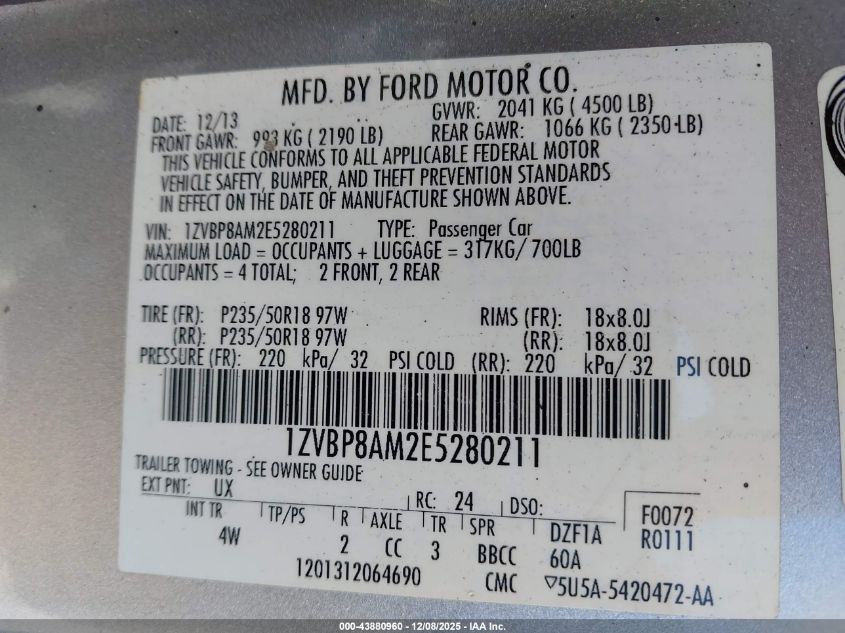 MFD. BY FORD MOTOR CO.
DATE: 12/13 GVWR: 2041 KG ( 4500 LB)
FRONT GAWR: 993 KG ( 2190 LB) REAR GAWR: 1066 KG ( 2350 LB)
THIS VEHICLE CONFORMS TO ALL APPLICABLE FEDERAL MOTOR
VEHICLE SAFETY, BUMPER, AND THEFT PREVENTION STANDARDS
IN EFFECT ON THE DATE OF MANUFACTURE SHOWN ABOVE.
VIN: 1ZVBP8AM2E5280211 TYPE: Passenger Car
MAXIMUM LOAD = OCCUPANTS + LUGGAGE = 317KG/ 700LB
OCCUPANTS = 4 TOTAL; 2 FRONT, 2 REAR
TIRE (FR): P235/50R18 97W RIMS (FR): 18x8.0J
(RR): P235/50R18 97W (RR): 18x8.0J
PRESSURE (FR): 220 kPa/ 32 PSI COLD (RR): 220 kPa/ 32 PSI COLD
1ZVBP8AM2E5280211
TRAILER TOWING - SEE OWNER GUIDE
EXT PNT: UX RC: 24 DSO: F0072
INT TR TP/PS R AXLE TR SPR DZF1A R0111
4W 2 CC 3 BBCC 60A
1201312064690 CMC ▽5U5A-5420472-AA
000-43880960 - 12/08/2025 - IAA Inc.